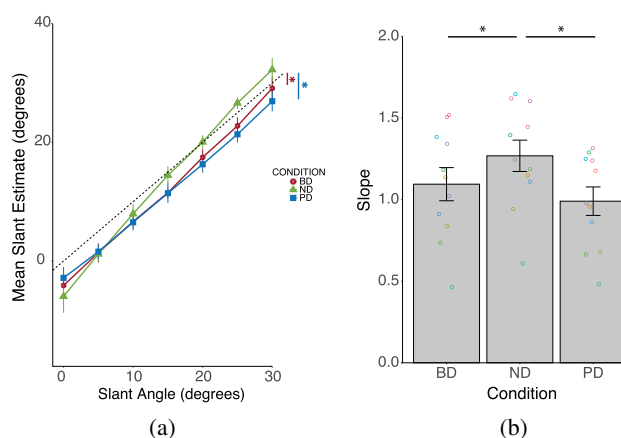 40
20
0
Mean Slant Estimate (degrees)
0
10
20
30
Slant Angle (degrees)
*
*
CONDITION
BD
ND
PD
(a)
2.0
1.5
1.0
0.5
0.0
Slope
*
*
BD
ND
PD
Condition
(b)